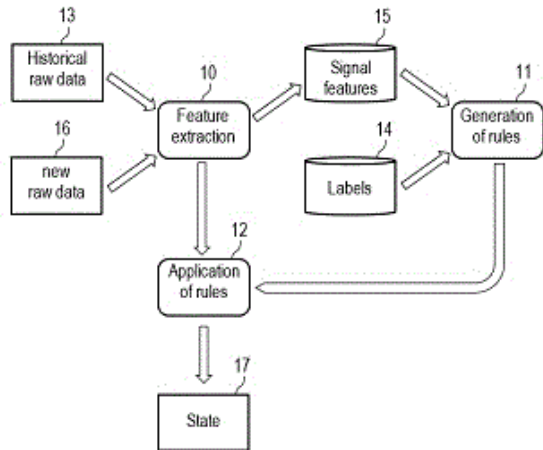 13
Historical
raw data
15
Signal
features
10
Feature
extraction
11
Generation
of rules
16
new
raw data
14
Labels
12
Application
of rules
17
State